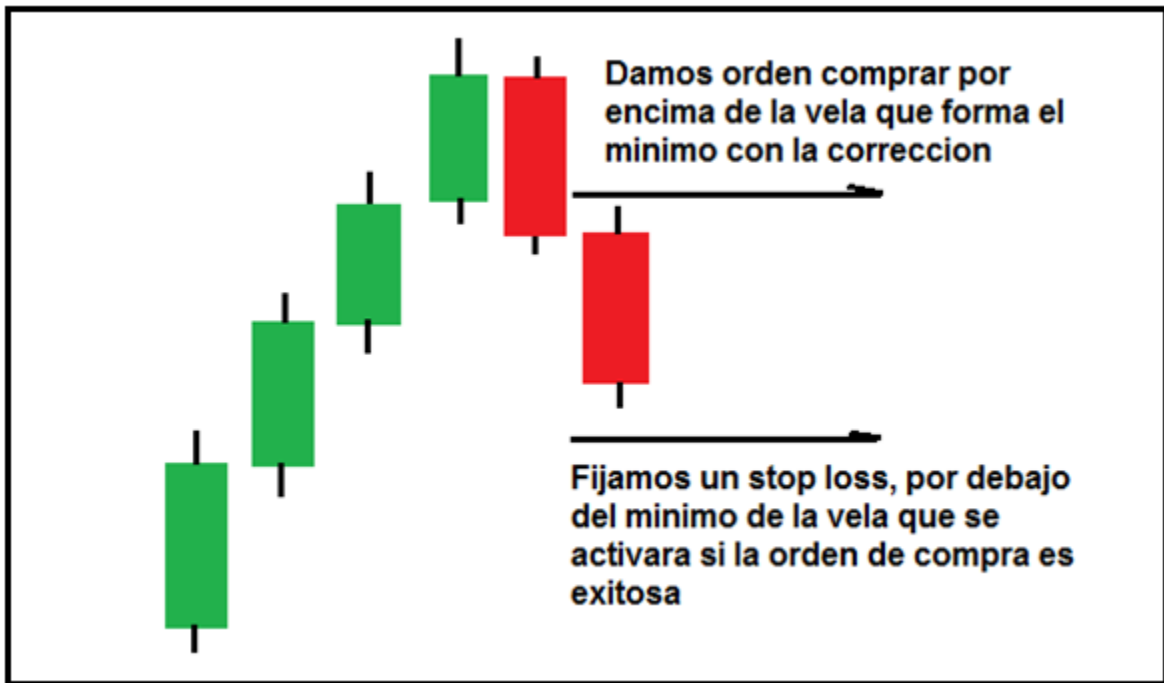 Damos orden comprar por
encima de la vela que forma el
minimo con la correccion
Fijamos un stop loss, por debajo
del minimo de la vela que se
activara si la orden de compra es
exitosa